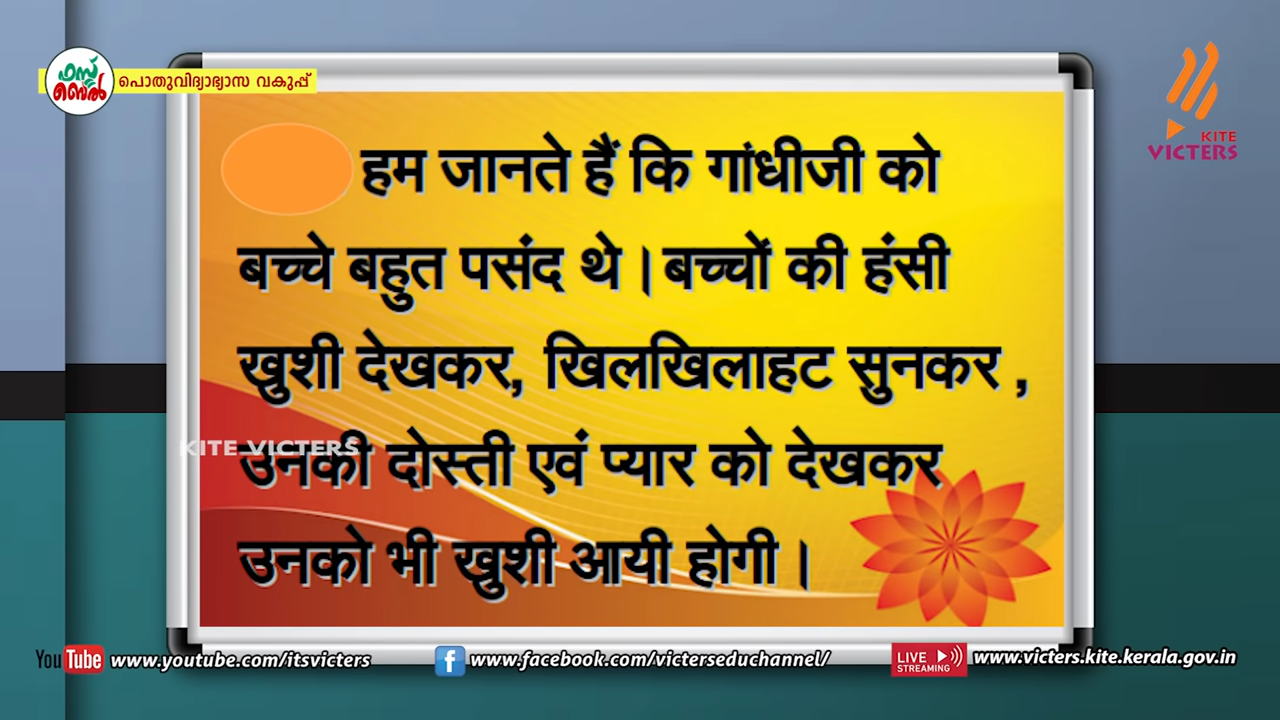 ഫസ്റ്റ്
ബെൽ
പൊതുവിദ്യാഭ്യാസ വകുപ്പ്
KITE
VICTERS
हम जानते हैं कि गांधीजी को
बच्चे बहुत पसंद थे । बच्चों की हंसी
खुशी देखकर, खिलखिलाहट सुनकर ,
KITE VICTERS
उनकी दोस्ती एवं प्यार को देखकर
उनको भी खुशी आयी होगी ।
YouTube www.youtube.com/itsvicters
f www.facebook.com/victerseduchannel/
LIVE STREAMING www.victers.kite.kerala.gov.in